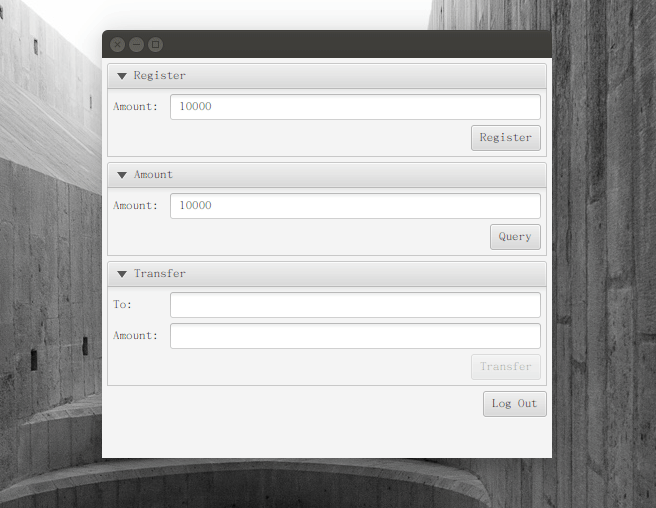 Register
Amount: 10000
Register
Amount
Amount: 10000
Query
Transfer
To:
Amount:
Transfer
Log Out